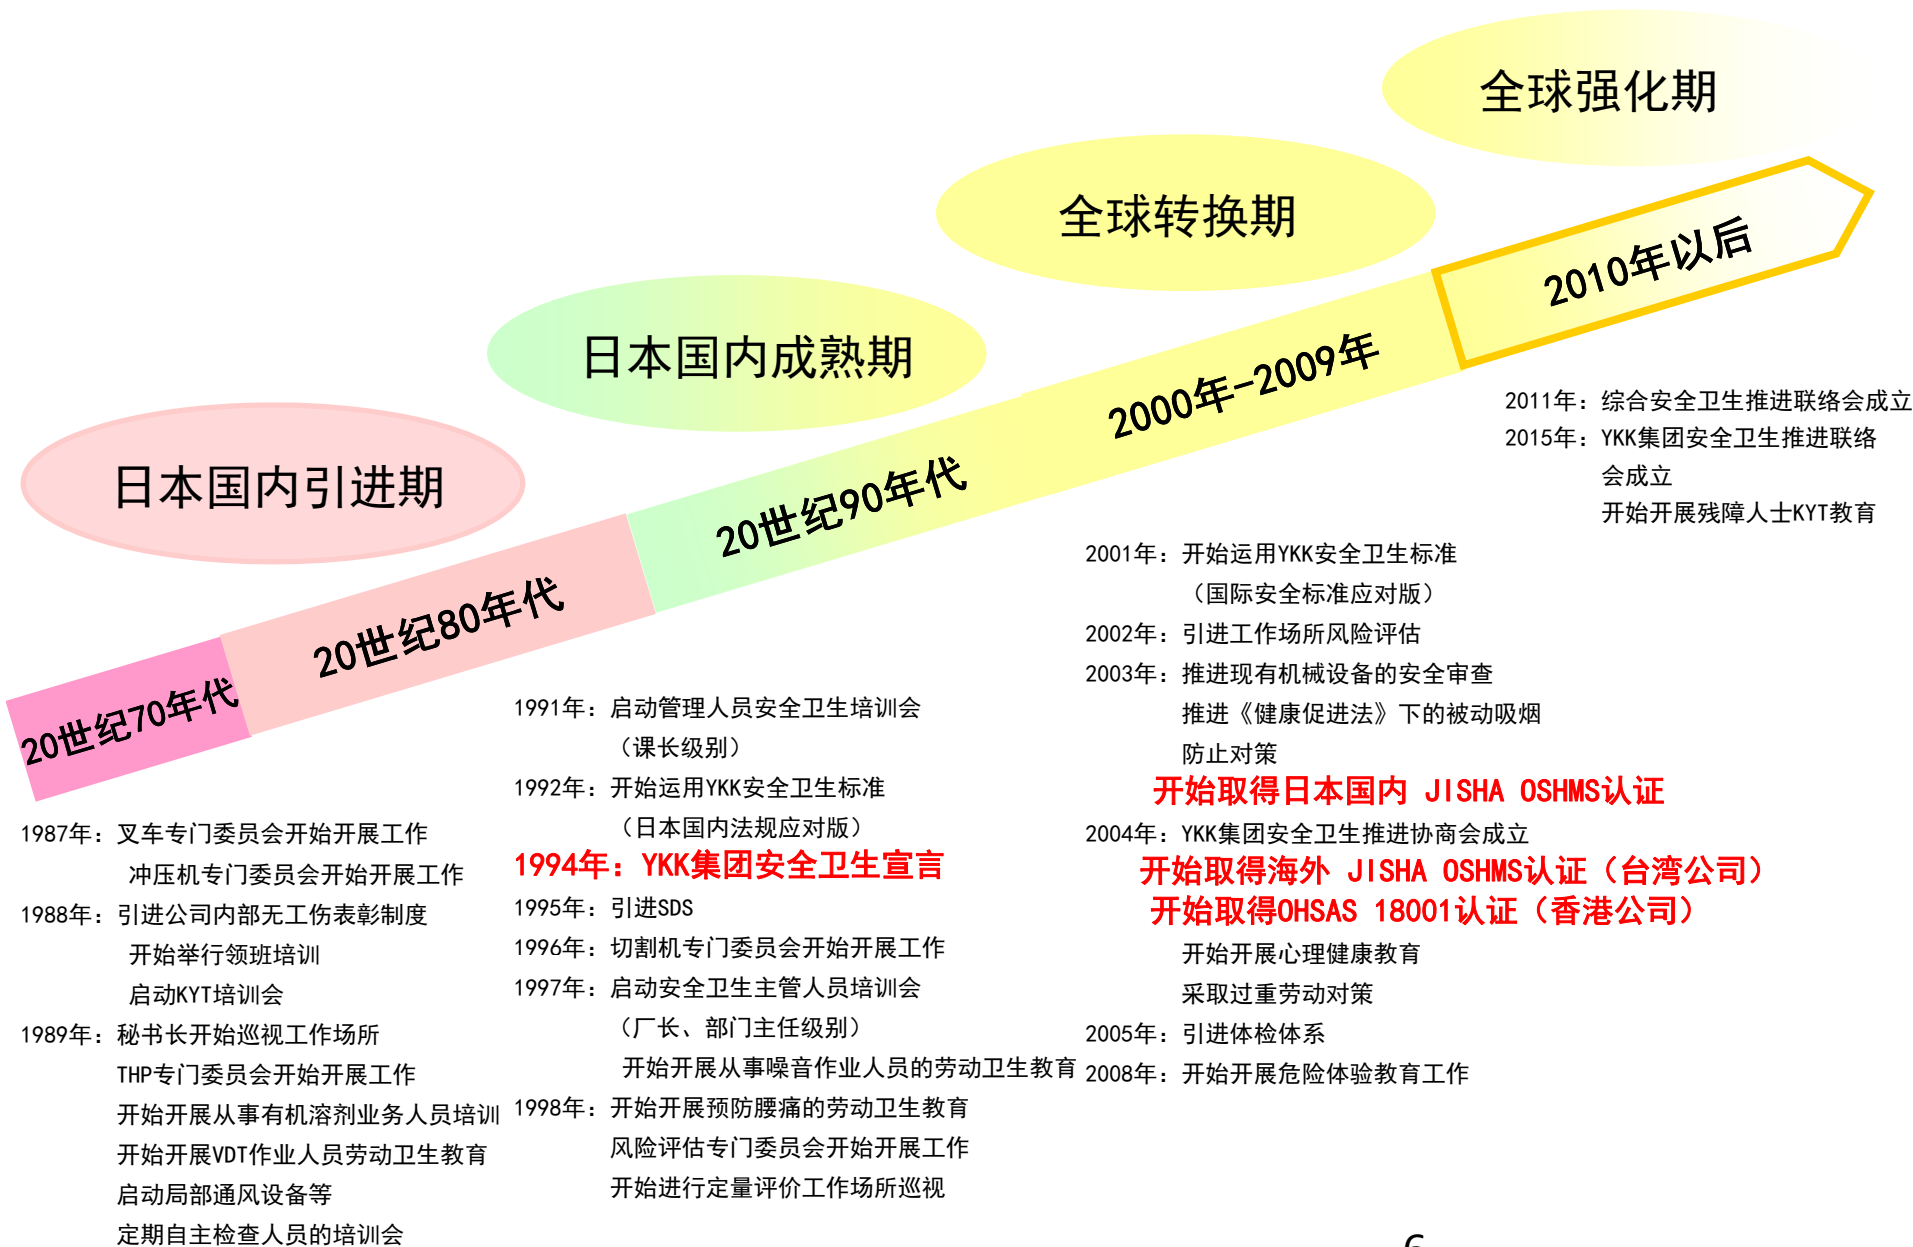 全球强化期
全球转换期
日本国内成熟期
日本国内引进期
20世纪70年代
20世纪80年代
20世纪90年代
2000年-2009年
2010年以后
1987年：叉车专门委员会开始开展工作
冲压机专门委员会开始开展工作
1988年：引进公司内部无工伤表彰制度
开始举行领班培训
启动KYT培训会
1989年：秘书长开始巡视工作场所
THP专门委员会开始开展工作
开始开展从事有机溶剂业务人员培训
开始开展VDT作业人员劳动卫生教育
启动局部通风设备等
定期自主检查人员的培训会
1991年：启动管理人员安全卫生培训会
（课长级别）
1992年：开始运用YKK安全卫生标准
（日本国内法规应对版）
1994年：YKK集团安全卫生宣言
1995年：引进SDS
1996年：切割机专门委员会开始开展工作
1997年：启动安全卫生主管人员培训会
（厂长、部门主任级别）
开始开展从事噪音作业人员的劳动卫生教育
1998年：开始开展预防腰痛的劳动卫生教育
风险评估专门委员会开始开展工作
开始进行定量评价工作场所巡视
2001年：开始运用YKK安全卫生标准
（国际安全标准应对版）
2002年：引进工作场所风险评估
2003年：推进现有机械设备的安全审查
推进《健康促进法》下的被动吸烟
防止对策
开始取得日本国内 JISHA OSHMS认证
2004年：YKK集团安全卫生推进协商会成立
开始取得海外 JISHA OSHMS认证（台湾公司）
开始取得OHSAS 18001认证（香港公司）
开始开展心理健康教育
采取过重劳动对策
2005年：引进体检体系
2008年：开始开展危险体验教育工作
2011年：综合安全卫生推进联络会成立
2015年：YKK集团安全卫生推进联络
会成立
开始开展残障人士KYT教育